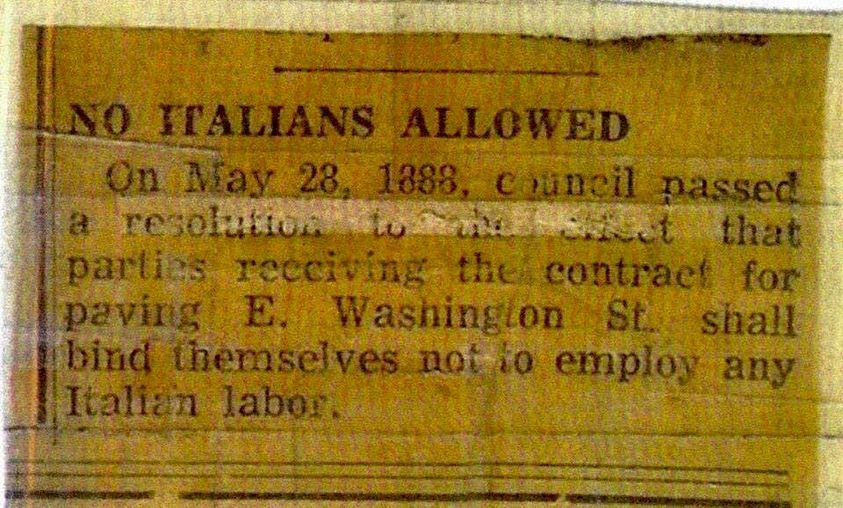 NO ITALIANS ALLOWED
On May 28, 1888, council passed
a resolution to the effect that
parties receiving the contract for
paving E. Washington St. shall
bind themselves not to employ any
Italian labor.